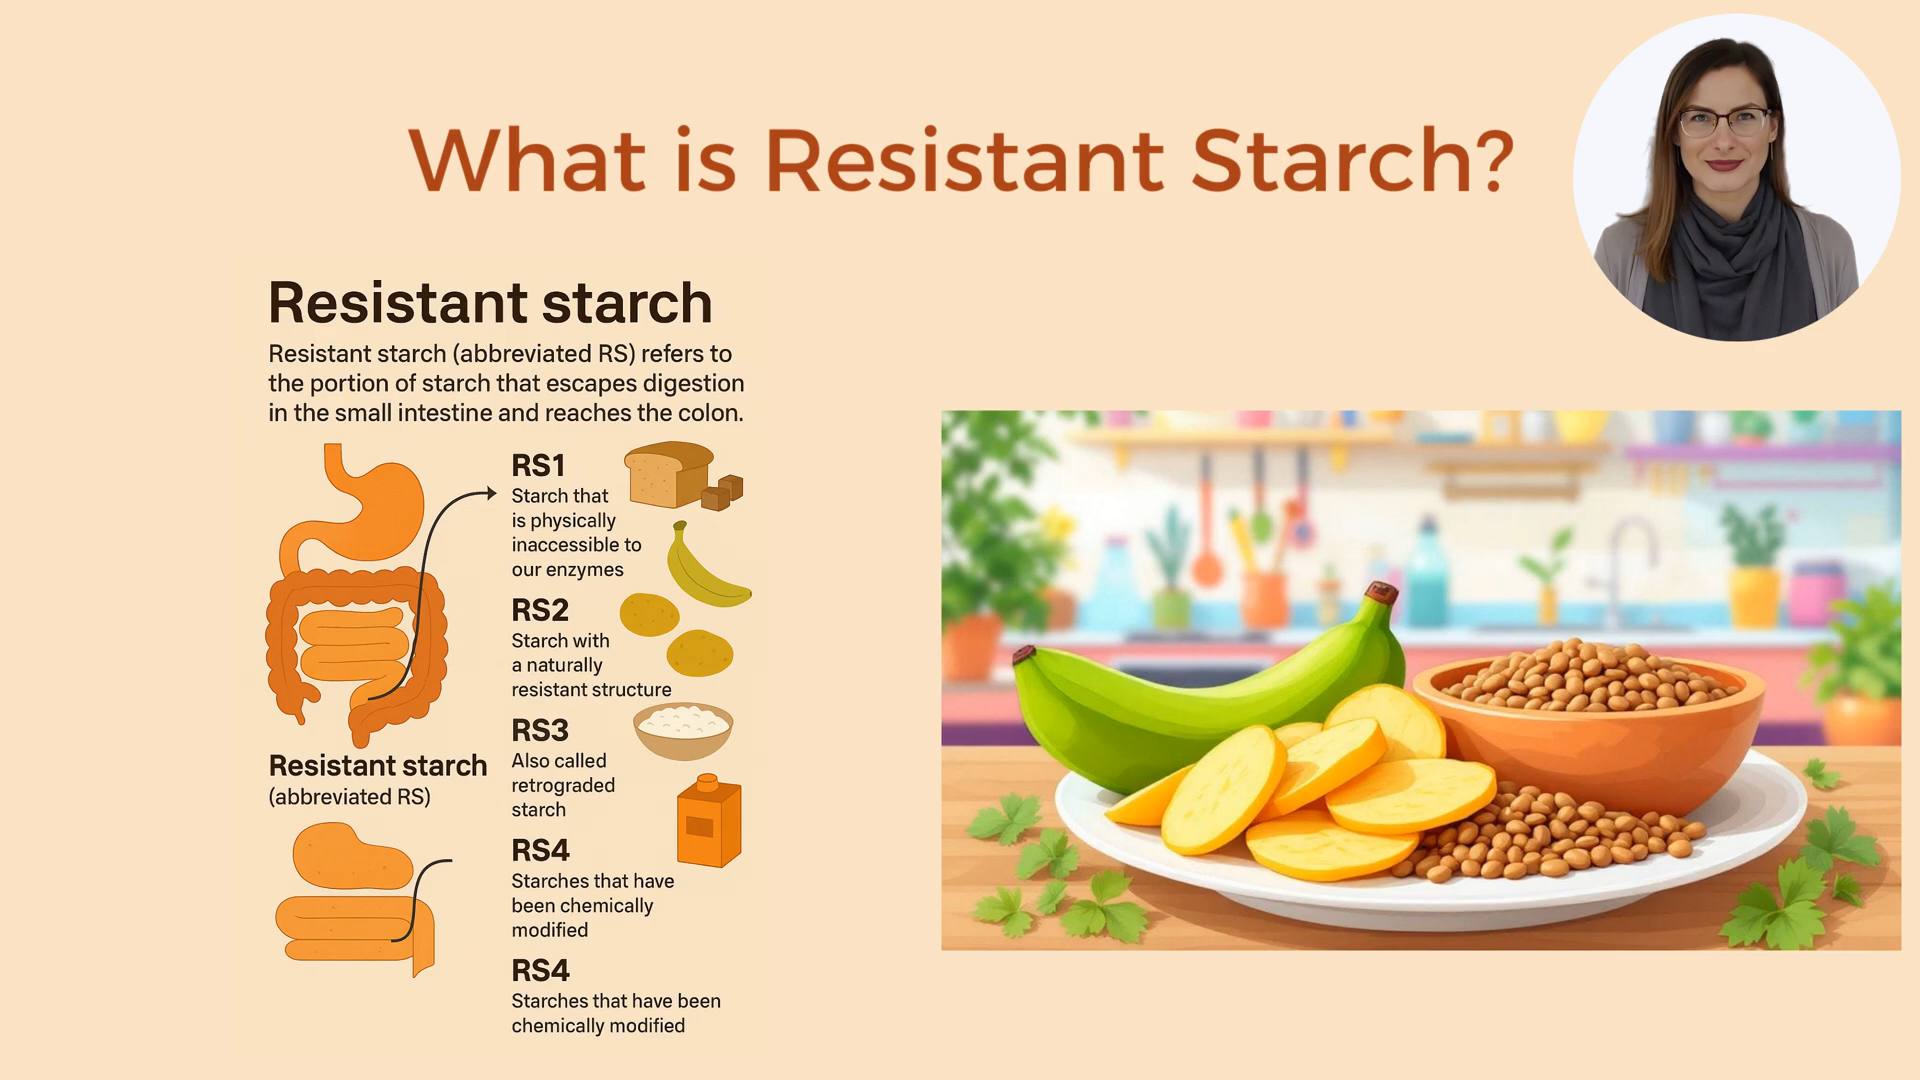 What is Resistant Starch?
Resistant starch
Resistant starch (abbreviated RS) refers to
the portion of starch that escapes digestion
in the small intestine and reaches the colon.
RS1
Starch that
is physically
inaccessible to
our enzymes
RS2
Starch with
a naturally
resistant structure
RS3
Also called
retrograded
starch
RS4
Starches that have
been chemically
modified
RS4
Starches that have been
chemically modified
Resistant starch
(abbreviated RS)